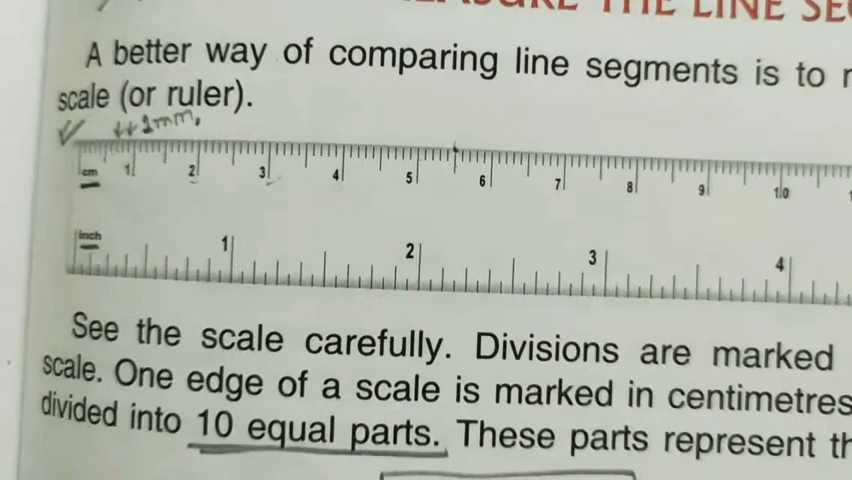 THE LINE
A better way of comparing line segments is to
scale (or ruler).
1mm.
cm 1 2 3 4 5 6 7 8 9 10
inch 1 2 3 4
See the scale carefully. Divisions are marked
scale. One edge of a scale is marked in centimetres
divided into 10 equal parts. These parts represent